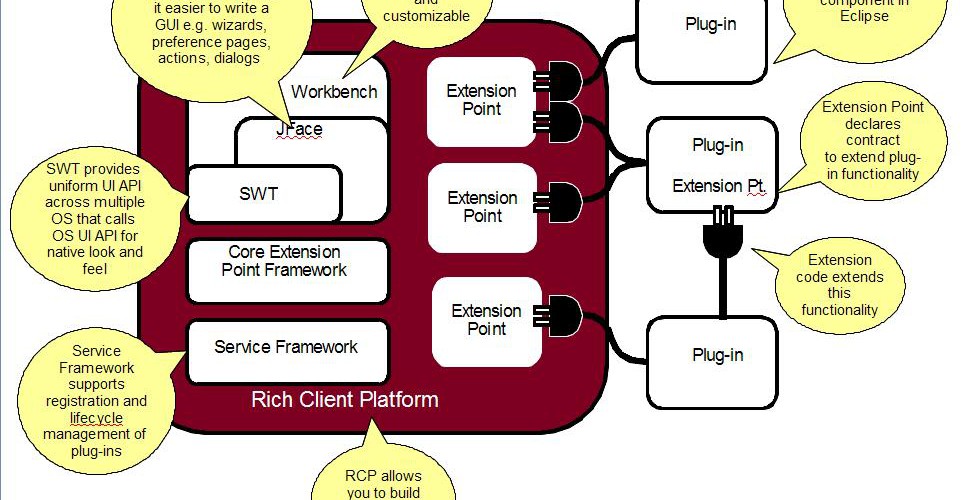 it easier to write a
GUI e.g. wizards,
preference pages,
actions, dialogs
and
customizable
Plug-in
component in
Eclipse
Workbench
JFace
SWT
Extension
Point
Extension Point
declares
contract
to extend plug-
in functionality
Plug-in
Extension Pt.
SWT provides
uniform UI API
across multiple
OS that calls
OS UI API for
native look and
feel
Extension
Point
Core Extension
Point Framework
Extension
code extends
this
functionality
Extension
Point
Service Framework
Plug-in
Service
Framework
supports
registration and
lifecycle
management of
plug-ins
Rich Client Platform
RCP allows
you to build